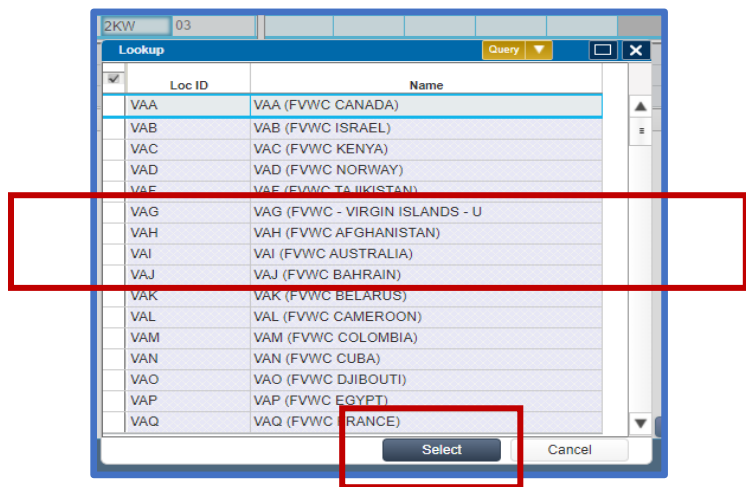 2KW 03
Lookup Query
Loc ID Name
VAA VAA (FVWC CANADA)
VAB VAB (FVWC ISRAEL)
VAC VAC (FVWC KENYA)
VAD VAD (FVWC NORWAY)
VAF VAF (FVWC TAJIKISTAN)
VAG VAG (FVWC - VIRGIN ISLANDS - U
VAH VAH (FVWC AFGHANISTAN)
VAI VAI (FVWC AUSTRALIA)
VAJ VAJ (FVWC BAHRAIN)
VAK VAK (FVWC BELARUS)
VAL VAL (FVWC CAMEROON)
VAM VAM (FVWC COLOMBIA)
VAN VAN (FVWC CUBA)
VAO VAO (FVWC DJIBOUTI)
VAP VAP (FVWC EGYPT)
VAQ VAQ (FVWC FRANCE)
Select Cancel